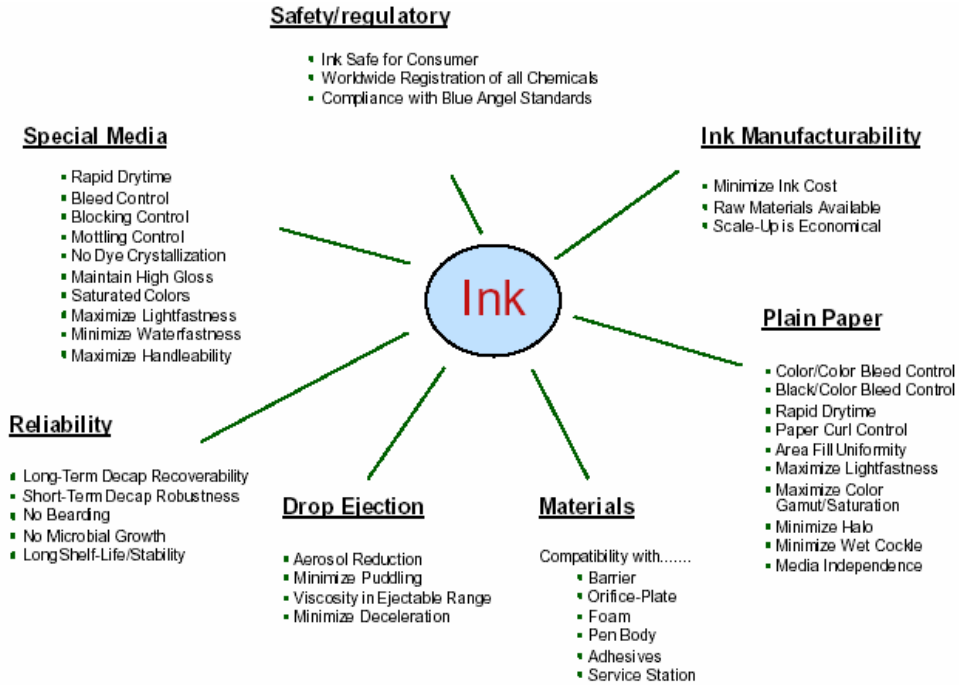 Safety/regulatory
Ink Safe for Consumer
Worldwide Registration of all Chemicals
Compliance with Blue Angel Standards
Special Media
Rapid Drytime
Bleed Control
Blocking Control
Mottling Control
No Dye Crystallization
Maintain High Gloss
Saturated Colors
Maximize Lightfastness
Minimize Waterfastness
Maximize Handleability
Ink Manufacturability
Minimize Ink Cost
Raw Materials Available
Scale-Up is Economical
Ink
Plain Paper
Color/Color Bleed Control
Black/Color Bleed Control
Rapid Drytime
Paper Curl Control
Area Fill Uniformity
Maximize Lightfastness
Maximize Color
Gamut/Saturation
Minimize Halo
Minimize Wet Cockle
Media Independence
Reliability
Long-Term Decap Recoverability
Short-Term Decap Robustness
No Bearding
No Microbial Growth
Long Shelf-Life/Stability
Drop Ejection
Aerosol Reduction
Minimize Puddling
Viscosity in Ejectable Range
Minimize Deceleration
Materials
Compatibility with.......
Barrier
Orifice-Plate
Foam
Pen Body
Adhesives
Service Station